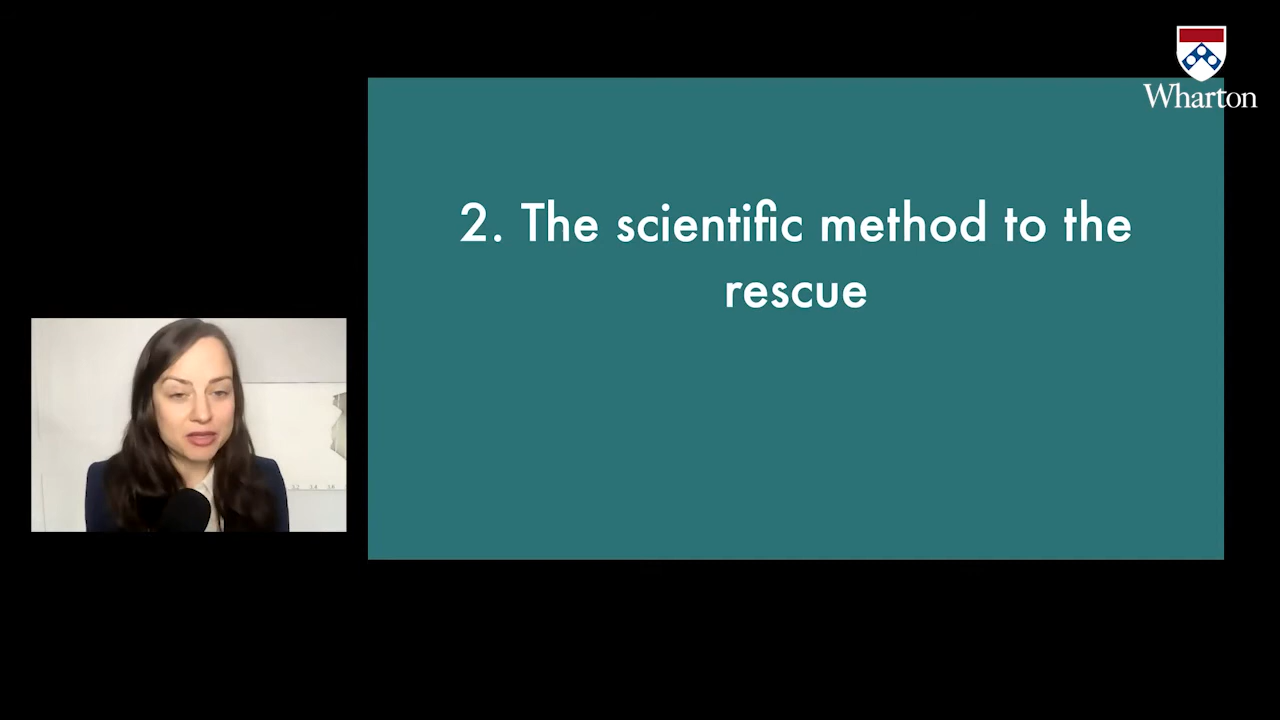 Wharton
2. The scientific method to the
rescue